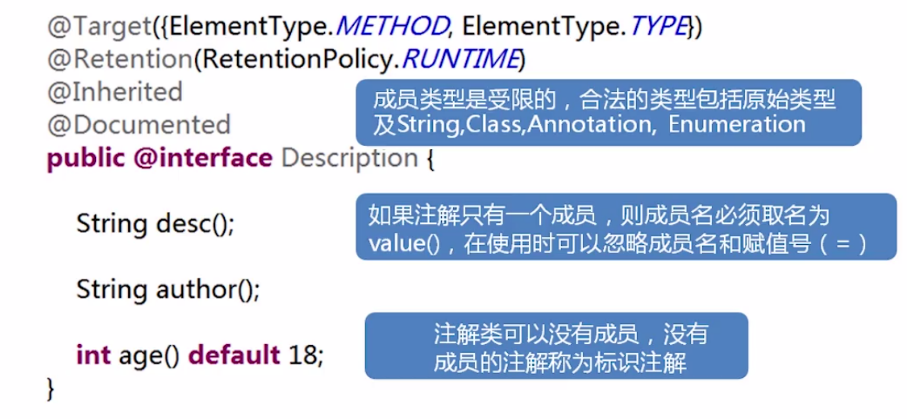 @Target({ElementType.METHOD, ElementType.TYPE})
@Retention(RetentionPolicy.RUNTIME)
@Inherited
@Documented
成员类型是受限的，合法的类型包括原始类型
及String,Class,Annotation, Enumeration
public @interface Description {
String desc();
如果注解只有一个成员，则成员名必须取名为
value()，在使用时可以忽略成员名和赋值号（=）
String author();
注解类可以没有成员，没有
成员的注解称为标识注解
int age() default 18;
}